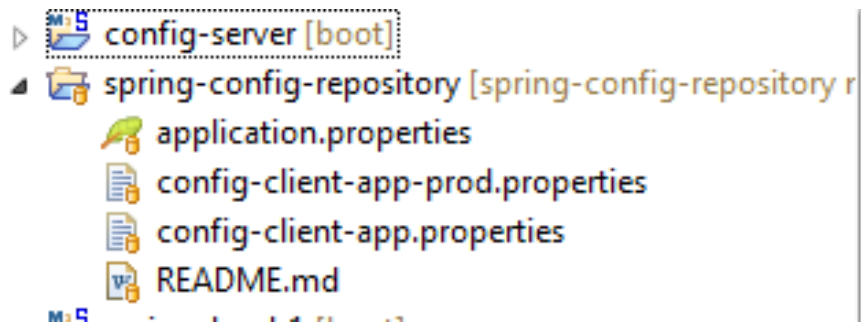 config-server [boot]
spring-config-repository [spring-config-repository r
application.properties
config-client-app-prod.properties
config-client-app.properties
README.md